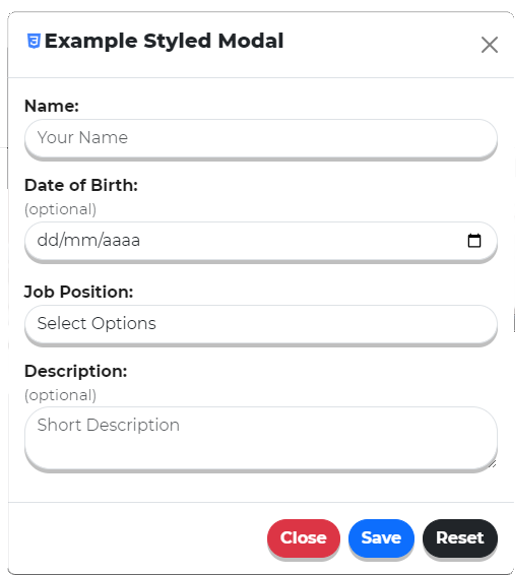 Example Styled Modal
Name:
Your Name
Date of Birth:
(optional)
dd/mm/aaaa
Job Position:
Select Options
Description:
(optional)
Short Description
Close Save Reset